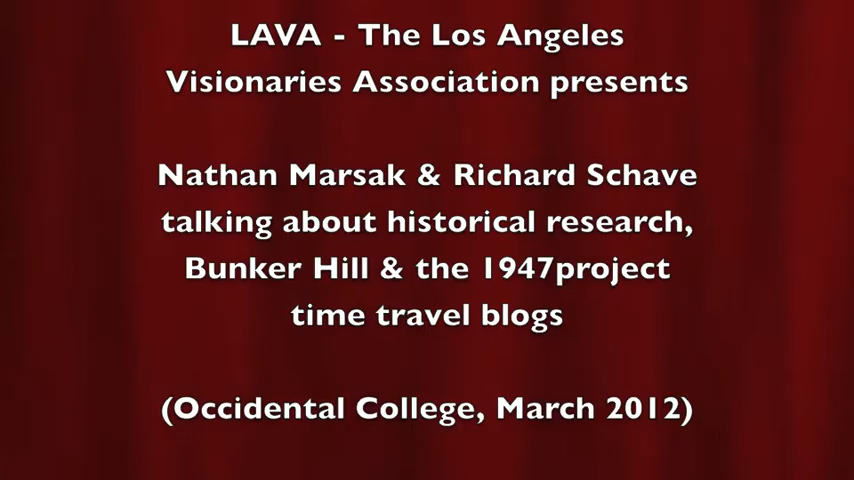 LAVA - The Los Angeles
Visionaries Association presents
Nathan Marsak & Richard Schave
talking about historical research,
Bunker Hill & the 1947project
time travel blogs
(Occidental College, March 2012)